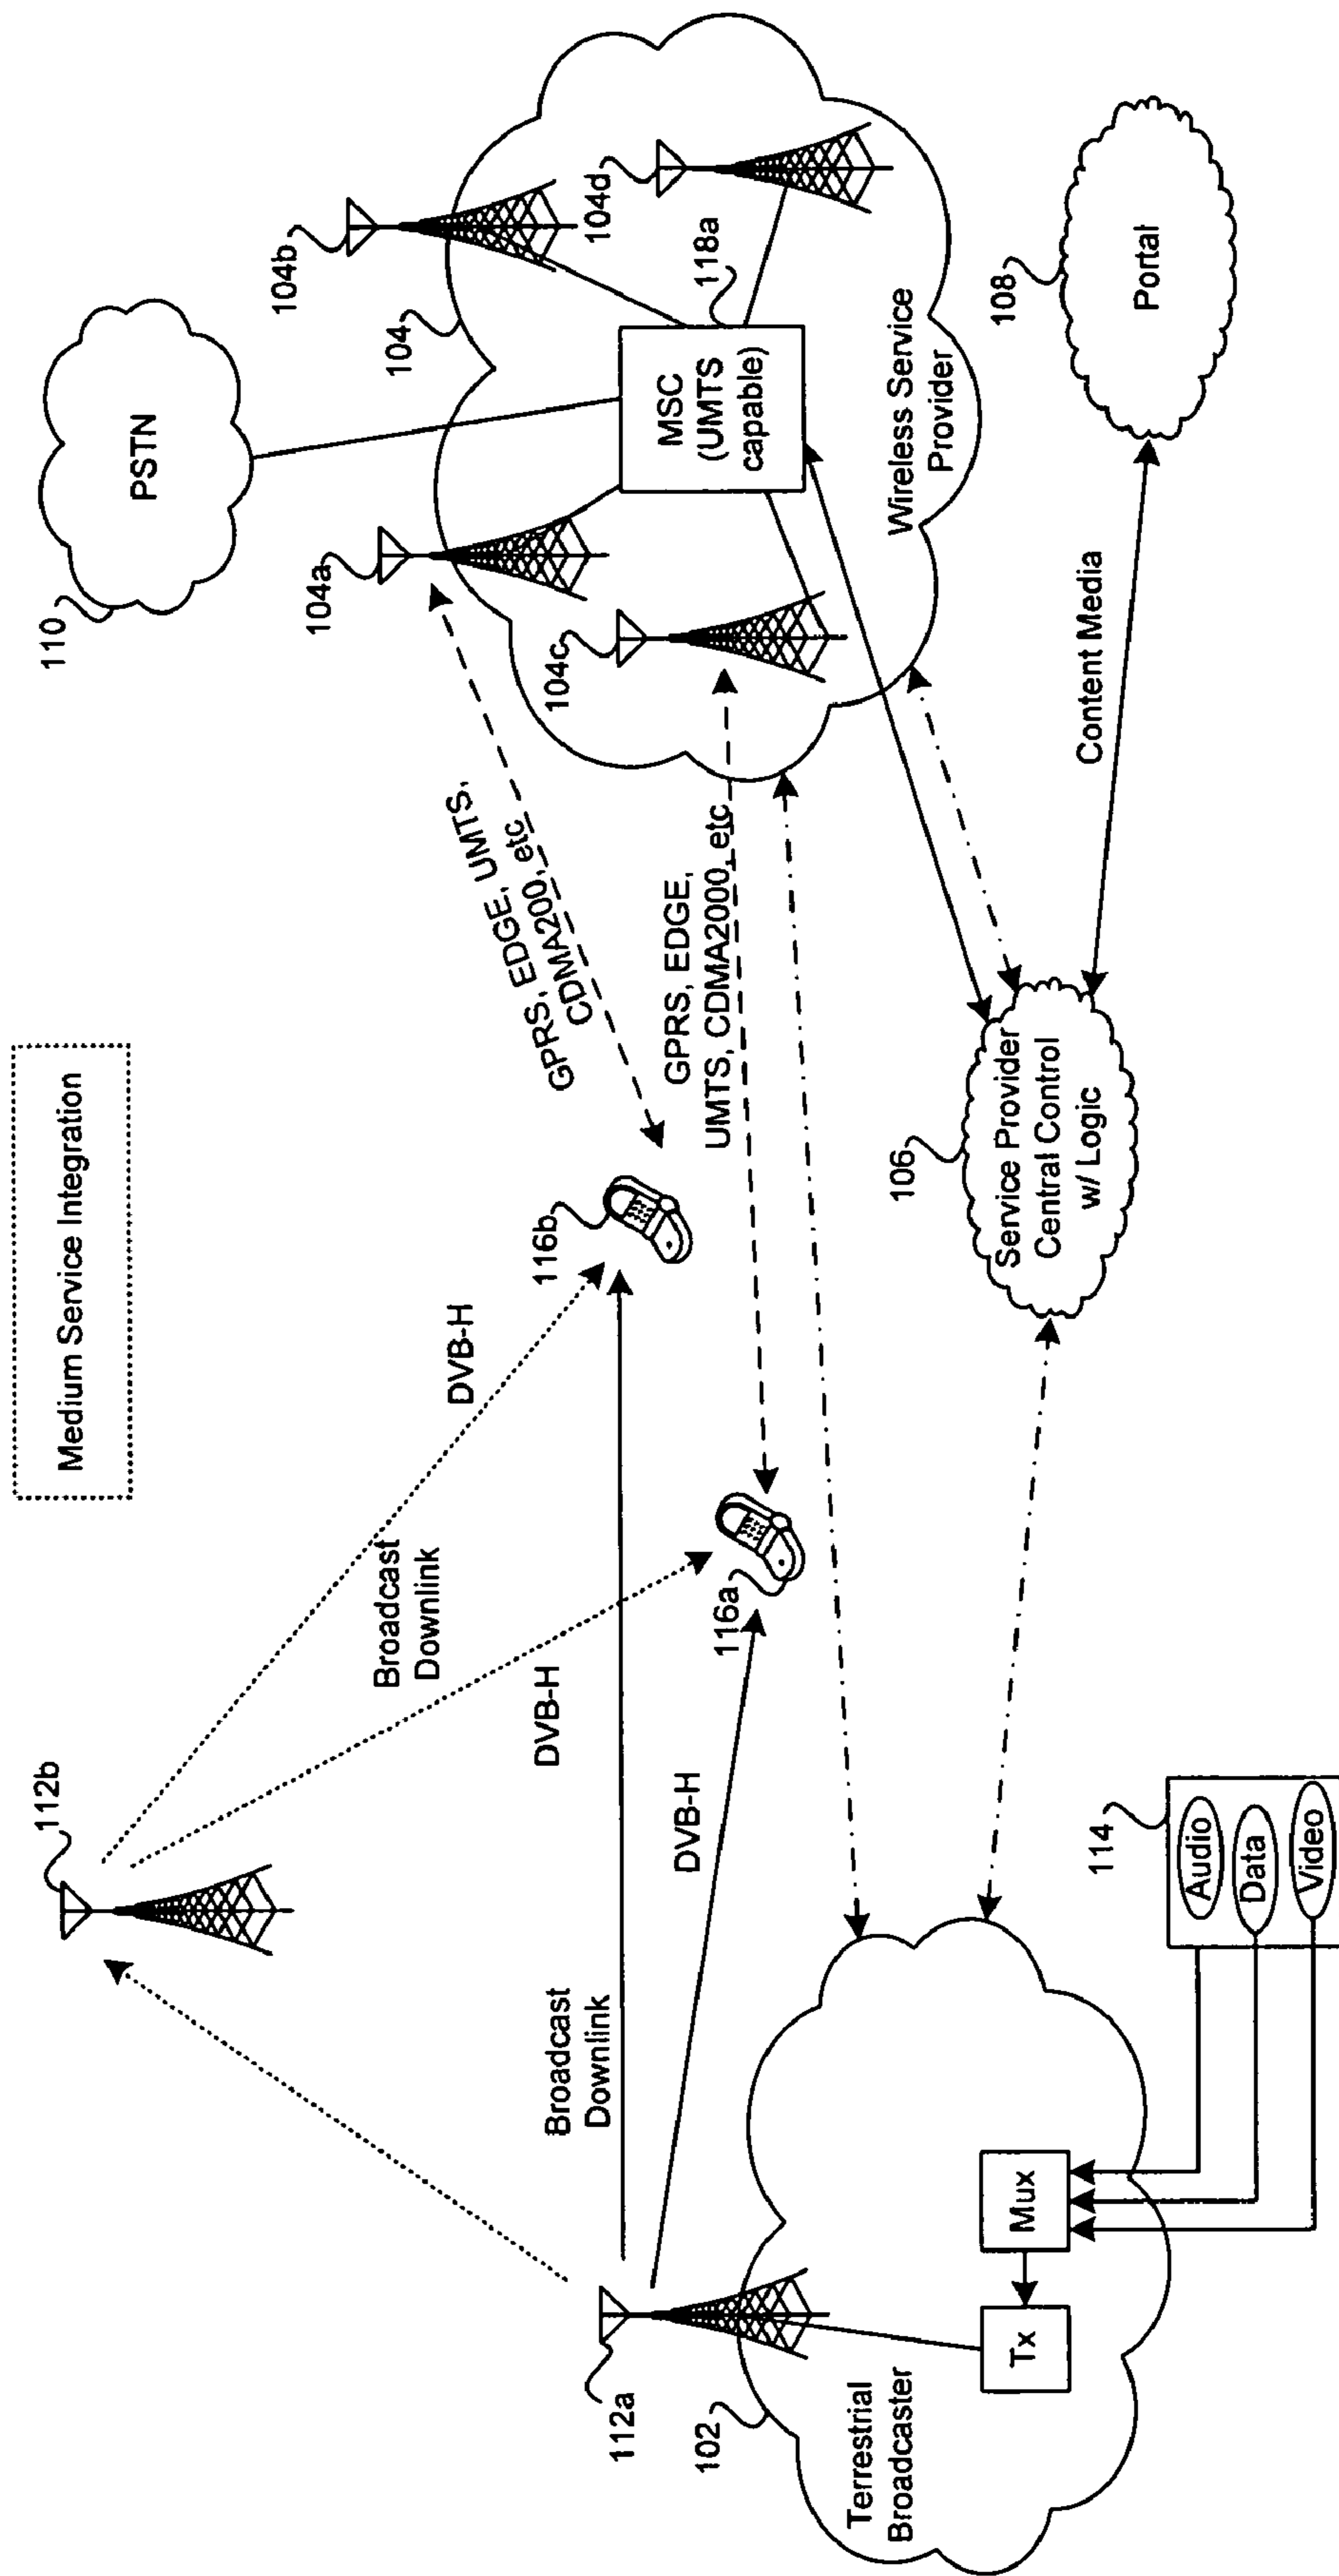 Medium Service Integration
112b
110
PSTN
104b
104
104a
104d
104c
118a
MSC
(UMTS
capable)
Wireless Service
Provider
DVB-H
Broadcast
Downlink
116b
GPRS, EDGE, UMTS,
CDMA200, etc
GPRS, EDGE,
UMTS, CDMA2000, etc
DVB-H
116a
Broadcast
Downlink
DVB-H
112a
102
Terrestrial
Broadcaster
Tx
Mux
114
Audio
Data
Video
106
Service Provider
Central Control
w/ Logic
Content Media
108
Portal